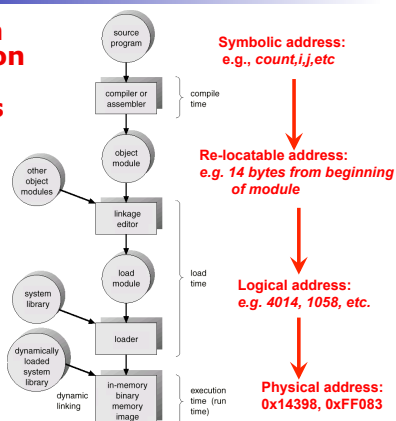 on
s
source
program
compiler or
assembler
compile
time
object
module
other
object
modules
linkage
editor
load
module
load
time
system
library
loader
dynamically
loaded
system
library
dynamic
linking
in-memory
binary
memory
image
execution
time (run
time)
Symbolic address:
e.g., count,i,j,etc
Re-locatable address:
e.g. 14 bytes from beginning
of module
Logical address:
e.g. 4014, 1058, etc.
Physical address:
0x14398, 0xFF083